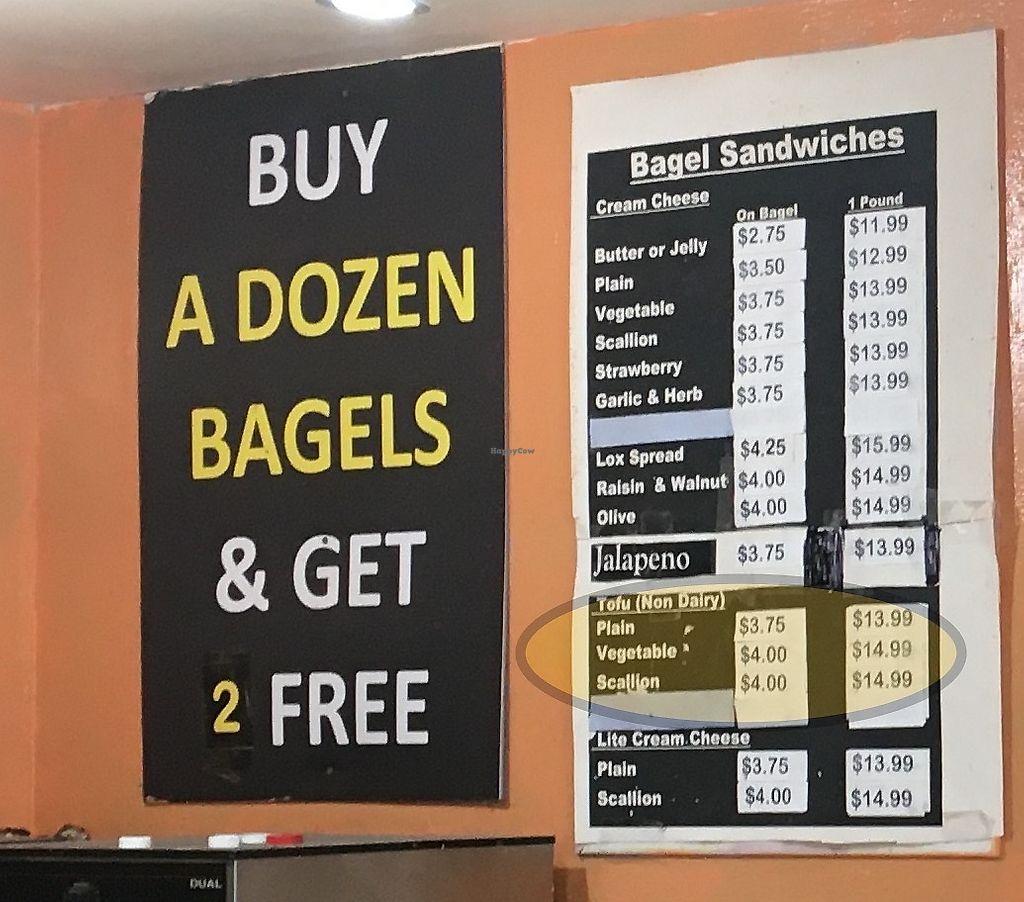 BUY
A DOZEN
BAGELS
& GET
2 FREE
Bagel Sandwiches
Cream Cheese On Bagel 1 Pound
Butter or Jelly $2.75 $11.99
Plain $3.50 $12.99
Vegetable $3.75 $13.99
Scallion $3.75 $13.99
Strawberry $3.75 $13.99
Garlic & Herb $3.75 $13.99
Lox Spread $4.25 $15.99
Raisin & Walnut $4.00 $14.99
Olive $4.00 $14.99
Jalapeno $3.75 $13.99
Tofu (Non Dairy)
Plain $3.75 $13.99
Vegetable $4.00 $14.99
Scallion $4.00 $14.99
Lite Cream Cheese
Plain $3.75 $13.99
Scallion $4.00 $14.99
DUAL
HappyCow